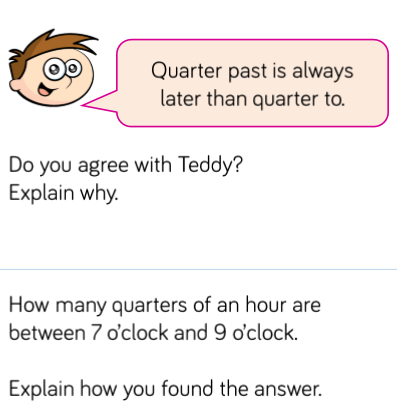 Quarter past is always
later than quarter to.
Do you agree with Teddy?
Explain why.
How many quarters of an hour are
between 7 o’clock and 9 o’clock.
Explain how you found the answer.